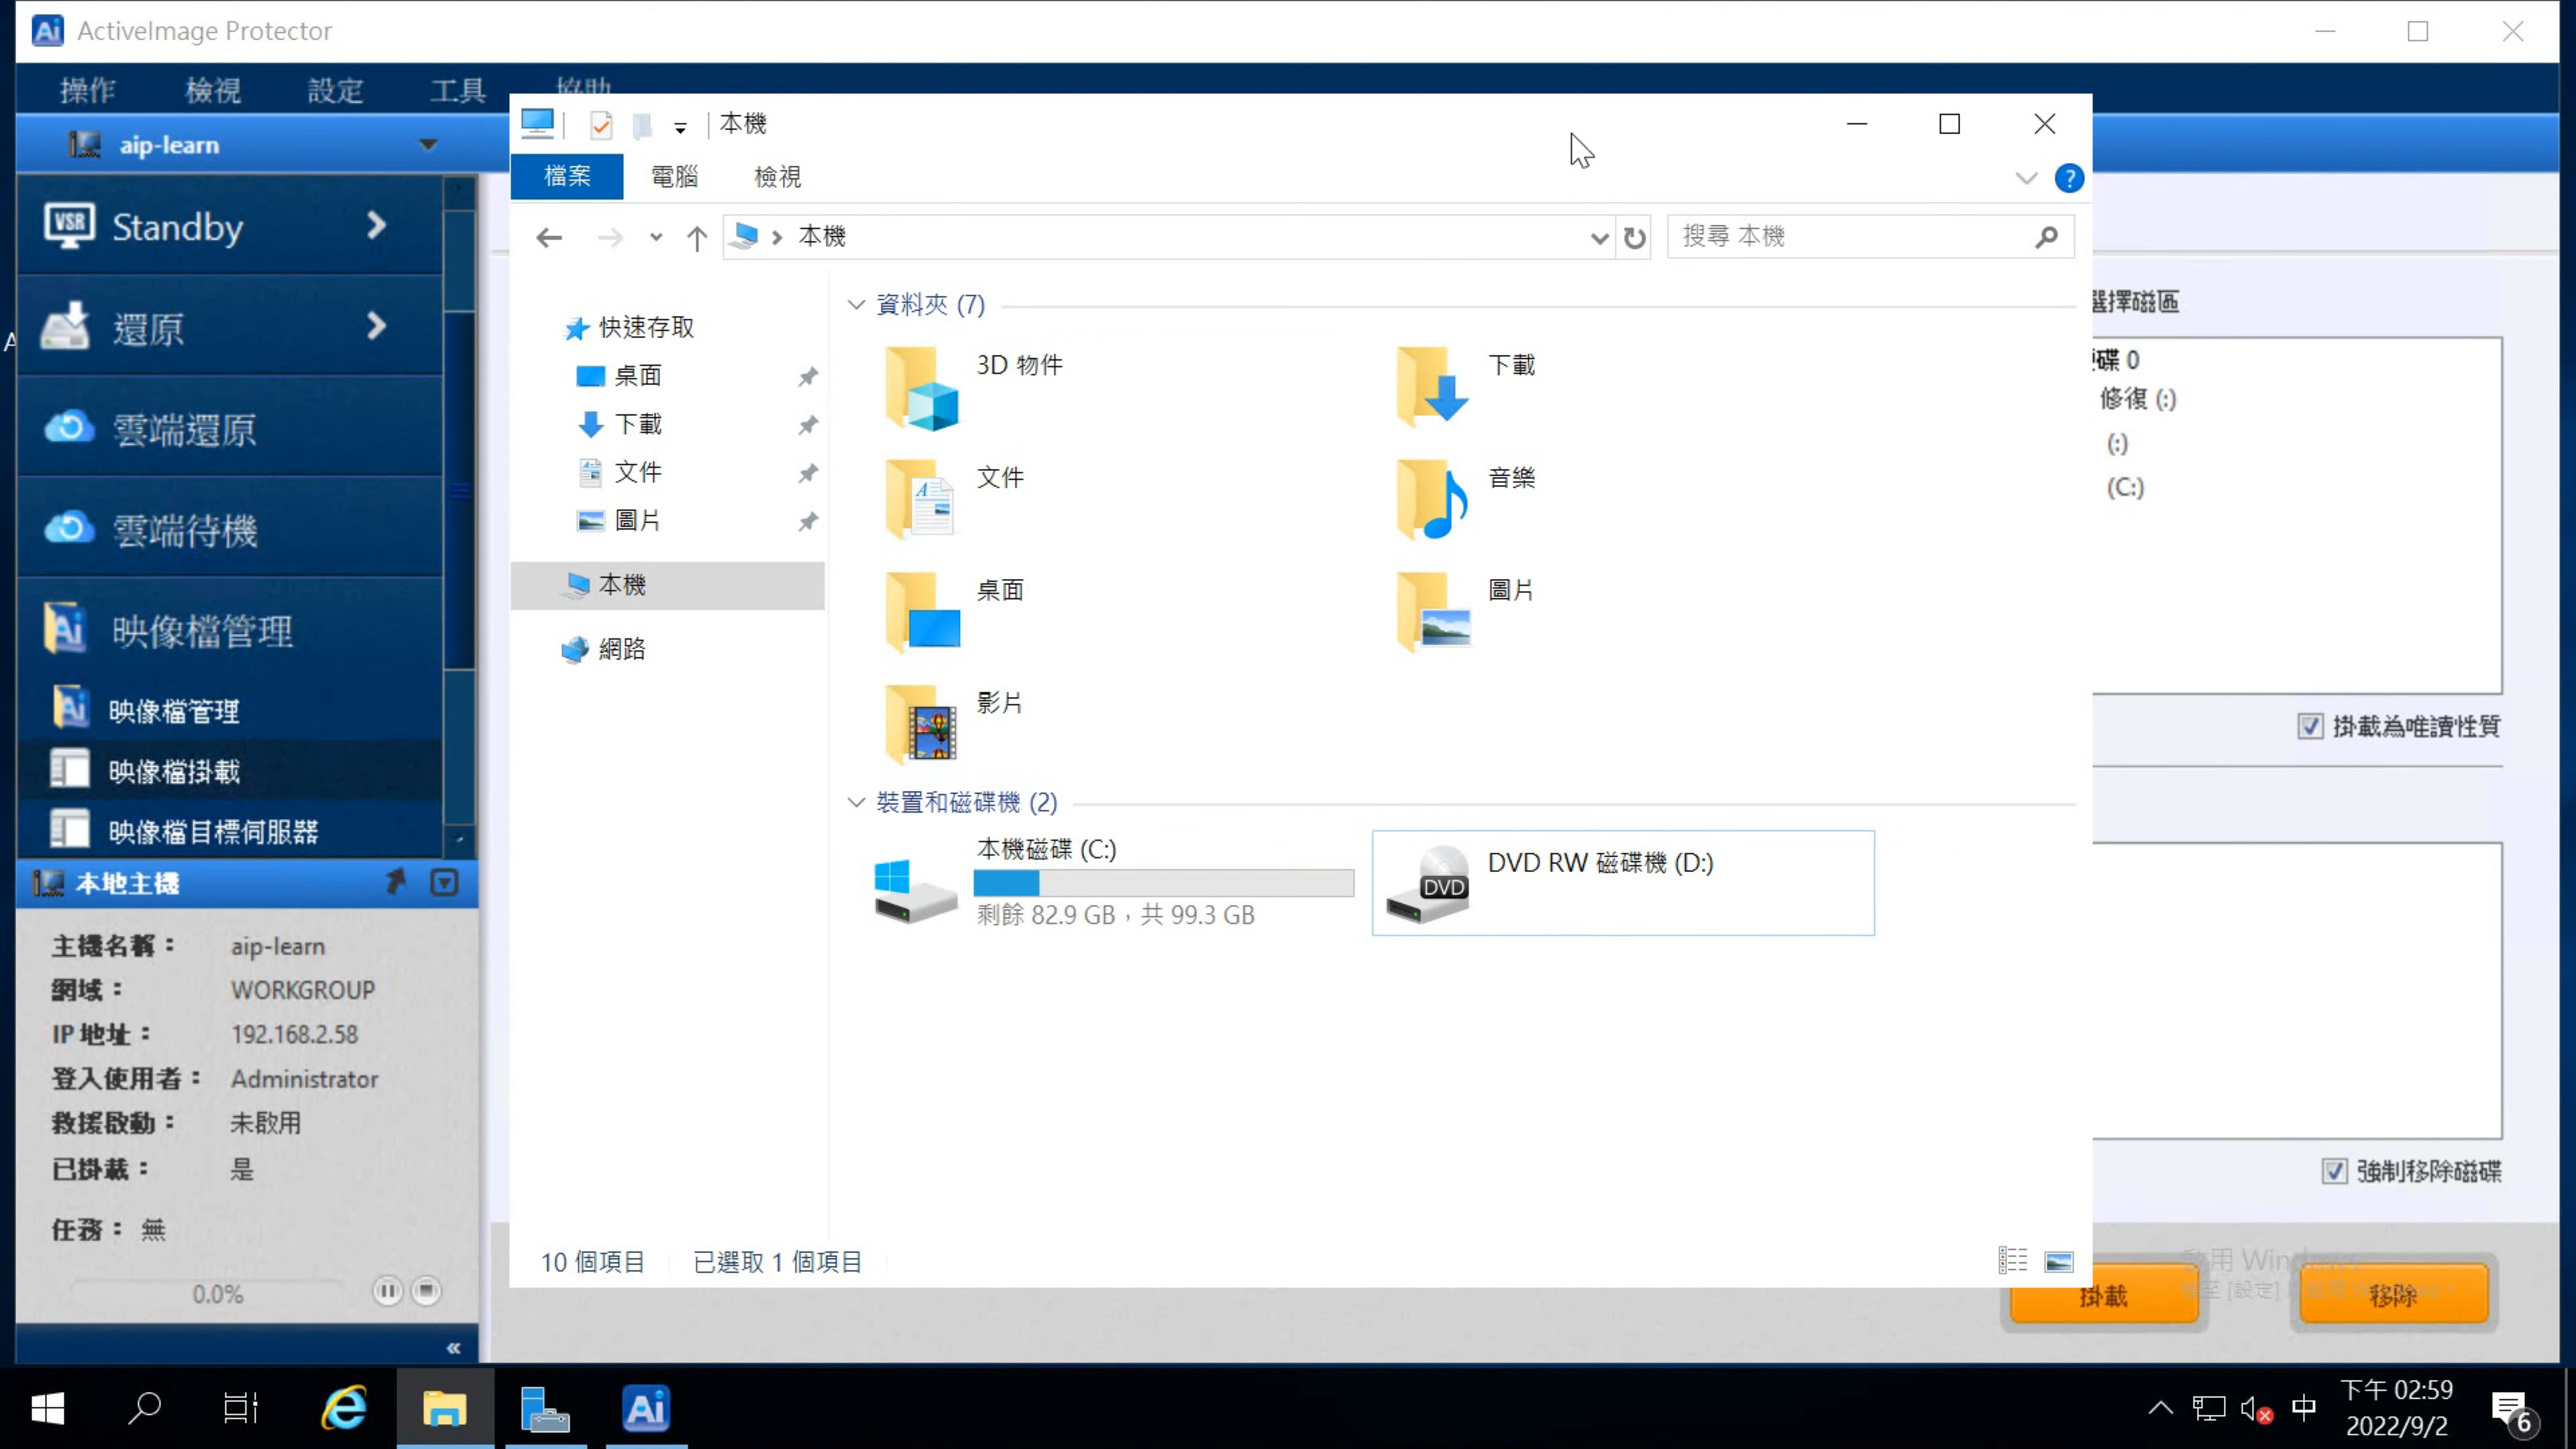 ActiveImage Protector
操作 檢視 設定 工具 協助
aip-learn
Standby
還原
雲端還原
雲端待機
映像檔管理
映像檔管理
映像檔掛載
映像檔目標伺服器
本地主機
主機名稱： aip-learn
網域： WORKGROUP
IP 地址： 192.168.2.58
登入使用者： Administrator
救援啟動： 未啟用
已掛載： 是
任務： 無
0.0%
本機
檔案 電腦 檢視
本機
搜尋 本機
快速存取
桌面
下載
文件
圖片
本機
網路
資料夾 (7)
3D 物件
下載
文件
音樂
桌面
圖片
影片
裝置和磁碟機 (2)
本機磁碟 (C:)
剩餘 82.9 GB，共 99.3 GB
DVD RW 磁碟機 (D:)
DVD
10 個項目 已選取 1 個項目
選擇磁區
碟 0
修復 (:)
(:)
(C:)
掛載為唯讀性質
強制移除磁碟
掛載
移除
中
下午 02:59
2022/9/2
6